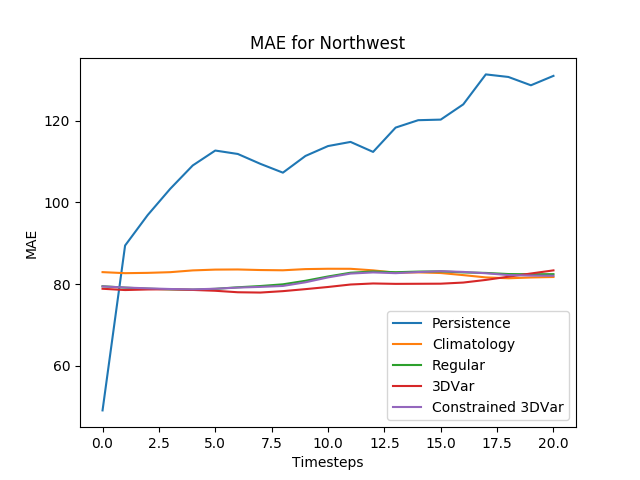 MAE for Northwest
MAE
120
100
80
60
0.0 2.5 5.0 7.5 10.0 12.5 15.0 17.5 20.0
Timesteps
Persistence
Climatology
Regular
3DVar
Constrained 3DVar